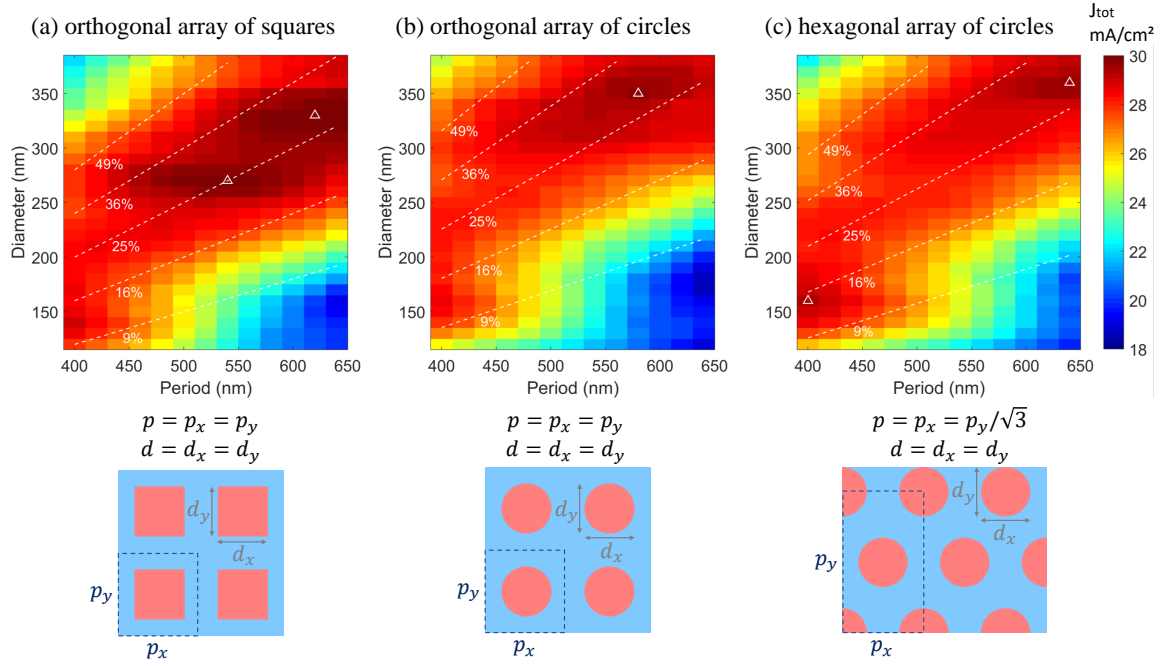 (a) orthogonal array of squares
(b) orthogonal array of circles
(c) hexagonal array of circles
J_tot
mA/cm²
Diameter (nm)
350
300
250
200
150
49%
36%
25%
16%
9%
400 450 500 550 600 650
Period (nm)
350
300
250
200
150
49%
36%
25%
16%
9%
400 450 500 550 600 650
Period (nm)
Diameter (nm)
350
300
250
200
150
49%
36%
25%
16%
9%
400 450 500 550 600 650
Period (nm)
Diameter (nm)
30
28
26
24
22
20
18
p = p_x = p_y
d = d_x = d_y
d_y
d_x
p_y
p_x
p = p_x = p_y
d = d_x = d_y
d_y
d_x
p_y
p_x
p = p_x = p_y/√3
d = d_x = d_y
d_y
d_x
p_y
p_x